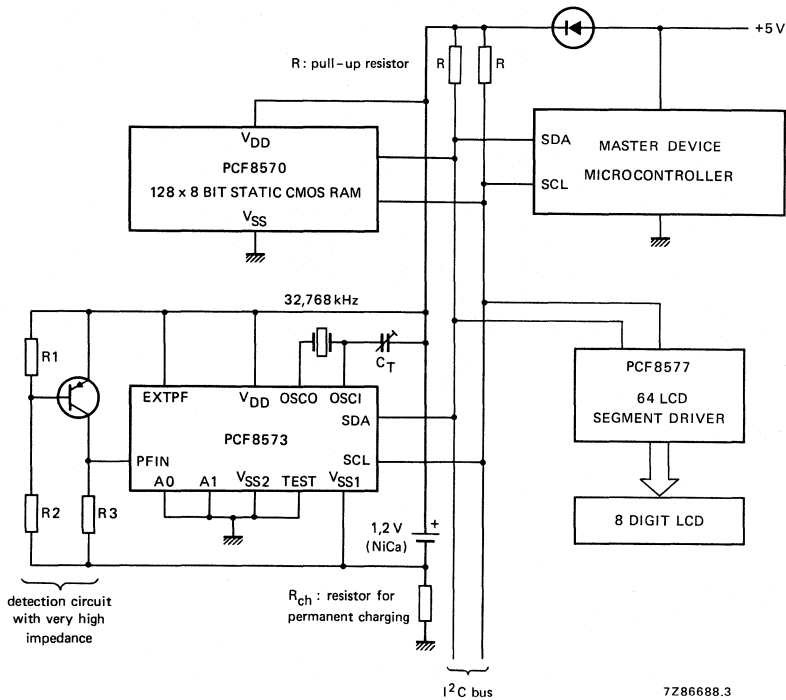 +5 V
R : pull-up resistor
R
R
VDD
PCF8570
128 x 8 BIT STATIC CMOS RAM
VSS
SDA
MASTER DEVICE
MICROCONTROLLER
SCL
32,768 kHz
R1
CT
EXTPF
VDD
OSCO
OSCI
SDA
PCF8573
PFIN
SCL
A0
A1
VSS2
TEST
VSS1
R2
R3
PCF8577
64 LCD
SEGMENT DRIVER
8 DIGIT LCD
1,2 V
(NiCa)
+
Rch : resistor for
permanent charging
detection circuit
with very high
impedance
I2C bus
7Z86688.3